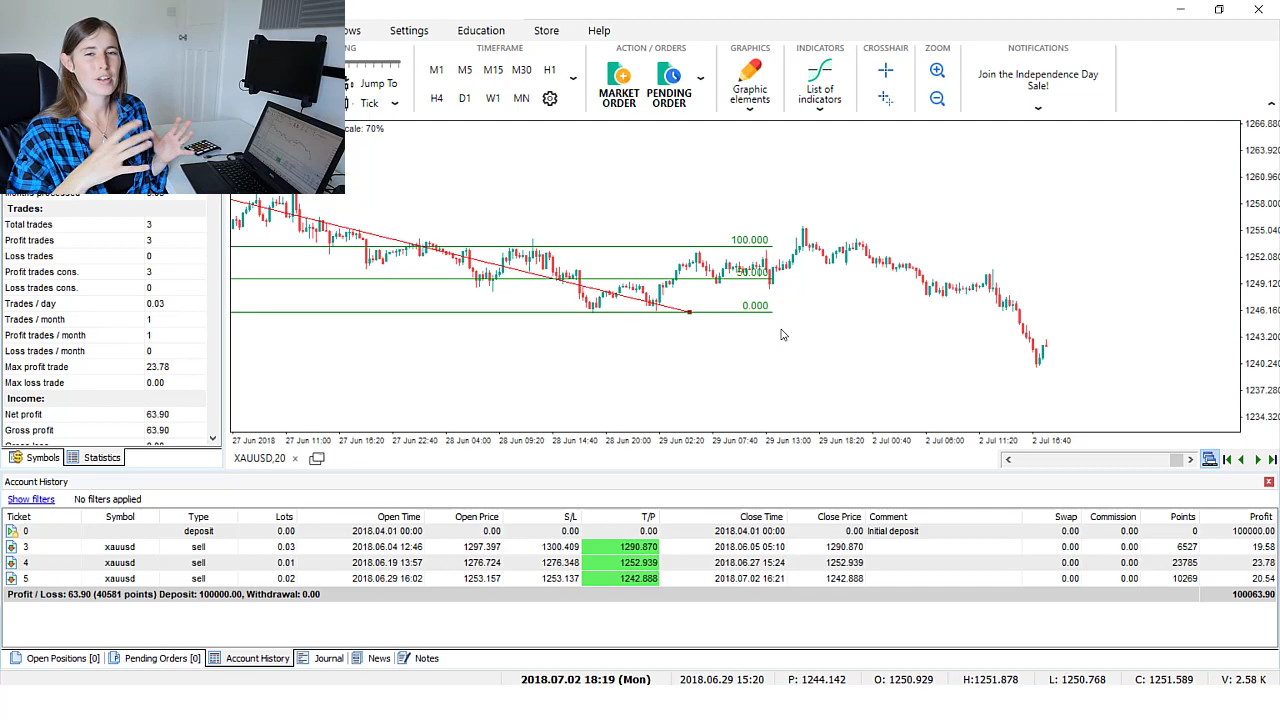 ows Settings Education Store Help
NG TIMEFRAME ACTION / ORDERS GRAPHICS INDICATORS CROSSHAIR ZOOM NOTIFICATIONS
M1 M5 M15 M30 H1
Jump To
H4 D1 W1 MN
Tick
MARKET ORDER
PENDING ORDER
Graphic elements
List of indicators
Join the Independence Day Sale!
cale: 70%
1266.880
1263.920
1260.960
1258.000
1255.040
1252.080
1249.120
1246.160
1243.200
1240.240
1237.280
1234.320
100.000
50.000
0.000
27 Jun 2018 27 Jun 11:00 27 Jun 16:20 27 Jun 22:40 28 Jun 04:00 28 Jun 09:20 28 Jun 14:40 28 Jun 20:00 29 Jun 02:20 29 Jun 07:40 29 Jun 13:00 29 Jun 18:20 2 Jul 00:40 2 Jul 06:00 2 Jul 11:20 2 Jul 16:40
XAUUSD,20
Trades:
Total trades 3
Profit trades 3
Loss trades 0
Profit trades cons. 3
Loss trades cons. 0
Trades / day 0.03
Trades / month 1
Profit trades / month 1
Loss trades / month 0
Max profit trade 23.78
Max loss trade 0.00
Income:
Net profit 63.90
Gross profit 63.90
Symbols Statistics
Account History
Show filters No filters applied
Ticket Symbol Type Lots Open Time Open Price S/L T/P Close Time Close Price Comment Swap Commission Points Profit
0 deposit 0.00 2018.04.01 00:00 0.00 0.00 0.00 2018.04.01 00:00 0.00 Initial deposit 0.00 0.00 0 100000.00
3 xauusd sell 0.03 2018.06.04 12:46 1297.397 1300.409 1290.870 2018.06.05 05:10 1290.870 0.00 0.00 6527 19.58
4 xauusd sell 0.01 2018.06.19 13:57 1276.724 1276.348 1252.939 2018.06.27 15:24 1252.939 0.00 0.00 23785 23.78
5 xauusd sell 0.02 2018.06.29 16:02 1253.157 1253.137 1242.888 2018.07.02 16:21 1242.888 0.00 0.00 10269 20.54
Profit / Loss: 63.90 (40581 points) Deposit: 100000.00, Withdrawal: 0.00 100063.90
Open Positions [0] Pending Orders [0] Account History Journal News Notes
2018.07.02 18:19 (Mon) 2018.06.29 15:20 P: 1244.142 O: 1250.929 H:1251.878 L: 1250.768 C: 1251.589 V: 2.58 K